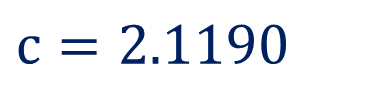 c = 2.1190